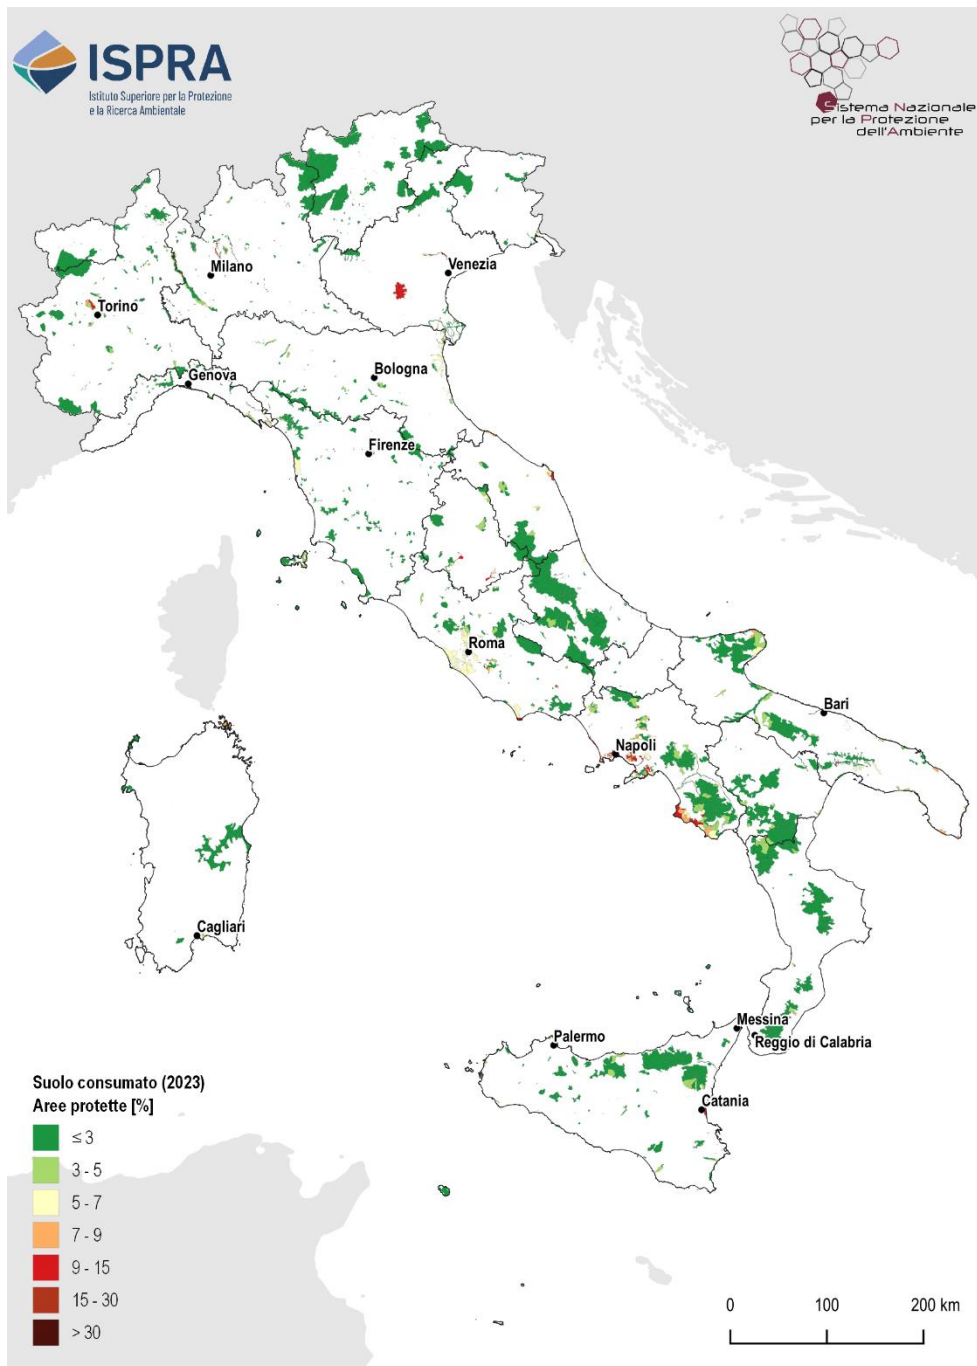 ISPRA
Istituto Superiore per la Protezione
e la Ricerca Ambientale
Sistema Nazionale
per la Protezione
dell'Ambiente
Milano
Venezia
Torino
Genova
Bologna
Firenze
Roma
Bari
Napoli
Cagliari
Messina
Palermo
Reggio di Calabria
Catania
Suolo consumato (2023)
Aree protette [%]
≤ 3
3 - 5
5 - 7
7 - 9
9 - 15
15 - 30
> 30
0 100 200 km